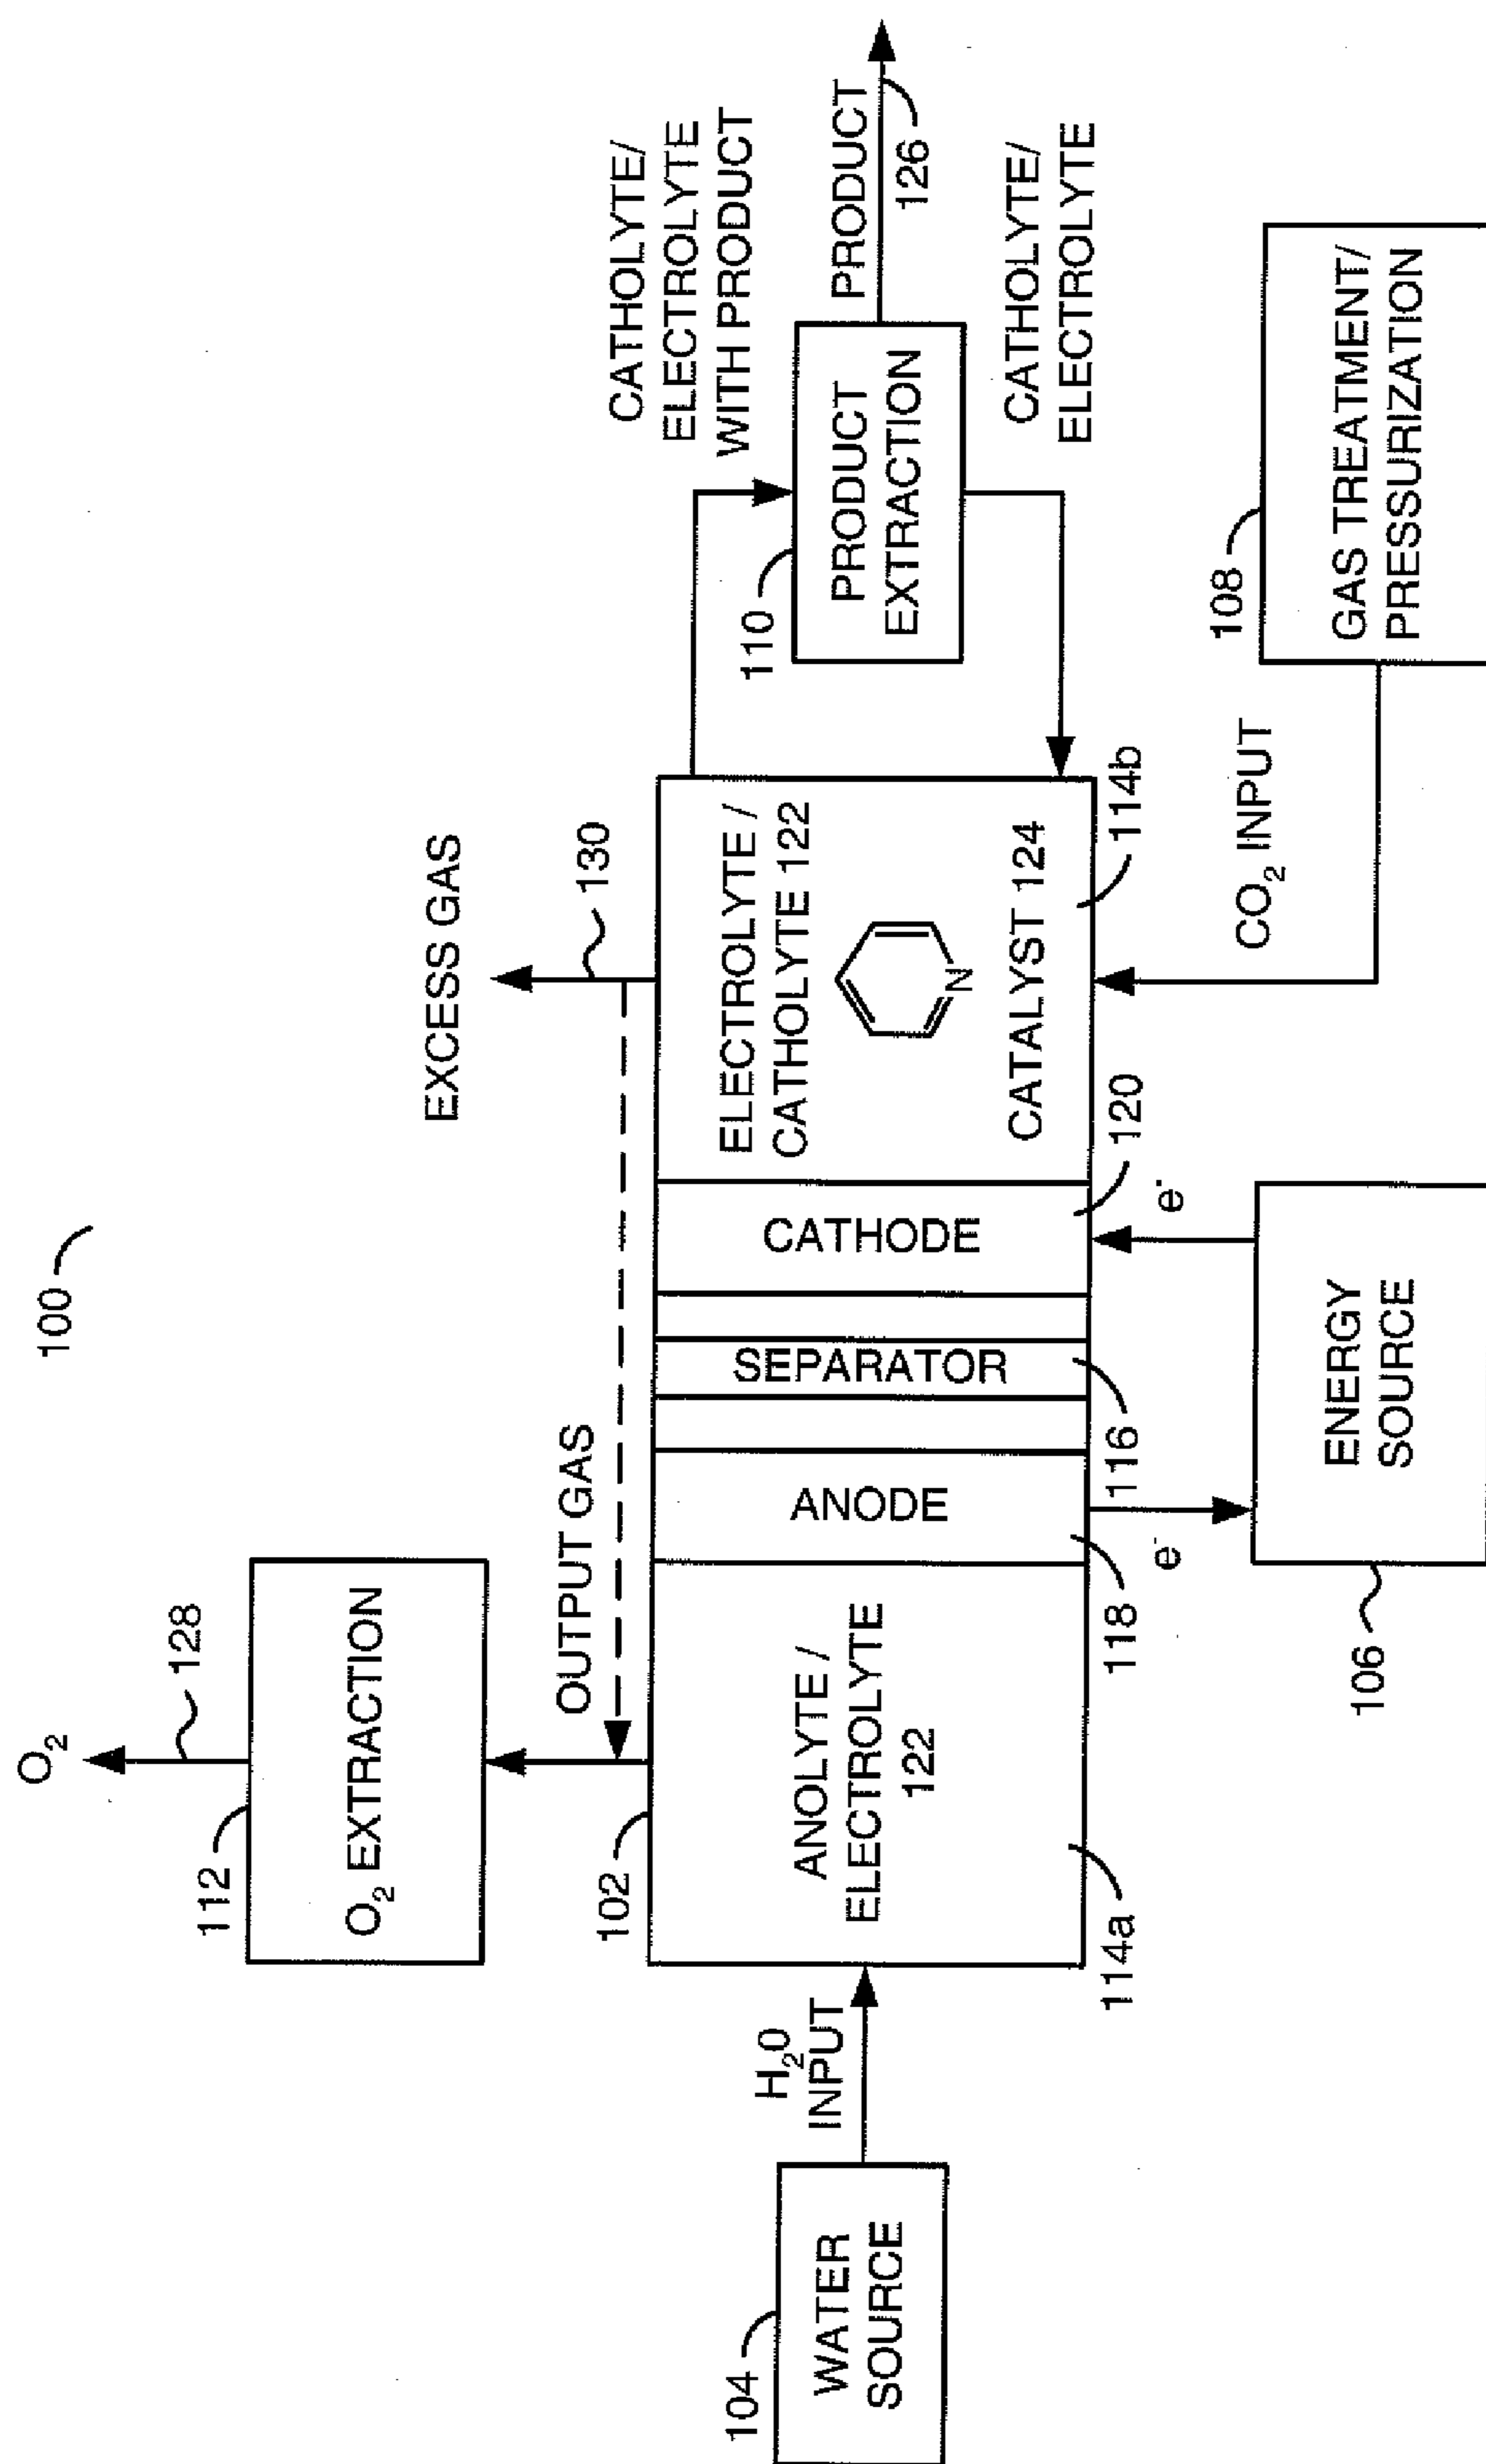 100
O2
128
112
O2 EXTRACTION
OUTPUT GAS
EXCESS GAS
130
102
104
WATER
SOURCE
H2O
INPUT
ANOLYTE /
ELECTROLYTE
122
ANODE
SEPARATOR
CATHODE
ELECTROLYTE /
CATHOLYTE 122
N
CATALYST 124
114a
118
116
120
114b
e-
e-
106
ENERGY
SOURCE
CATHOLYTE/
ELECTROLYTE
WITH PRODUCT
110
PRODUCT
EXTRACTION
PRODUCT
126
CATHOLYTE/
ELECTROLYTE
CO2 INPUT
108
GAS TREATMENT/
PRESSURIZATION